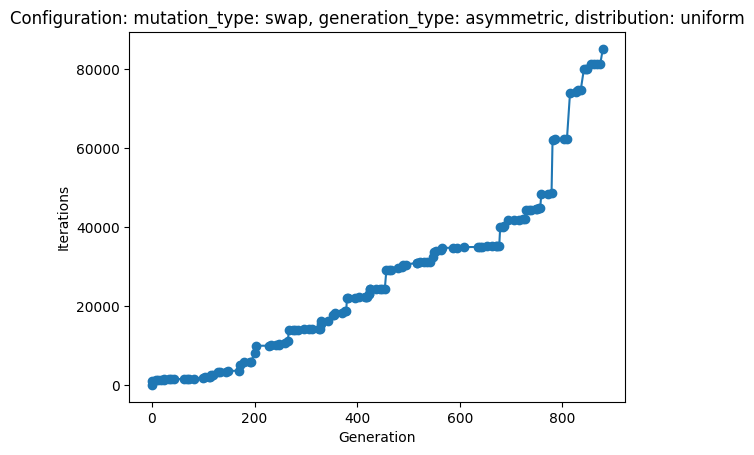 Configuration: mutation_type: swap, generation_type: asymmetric, distribution: uniform
80000
60000
40000
20000
0
Iterations
0 200 400 600 800
Generation